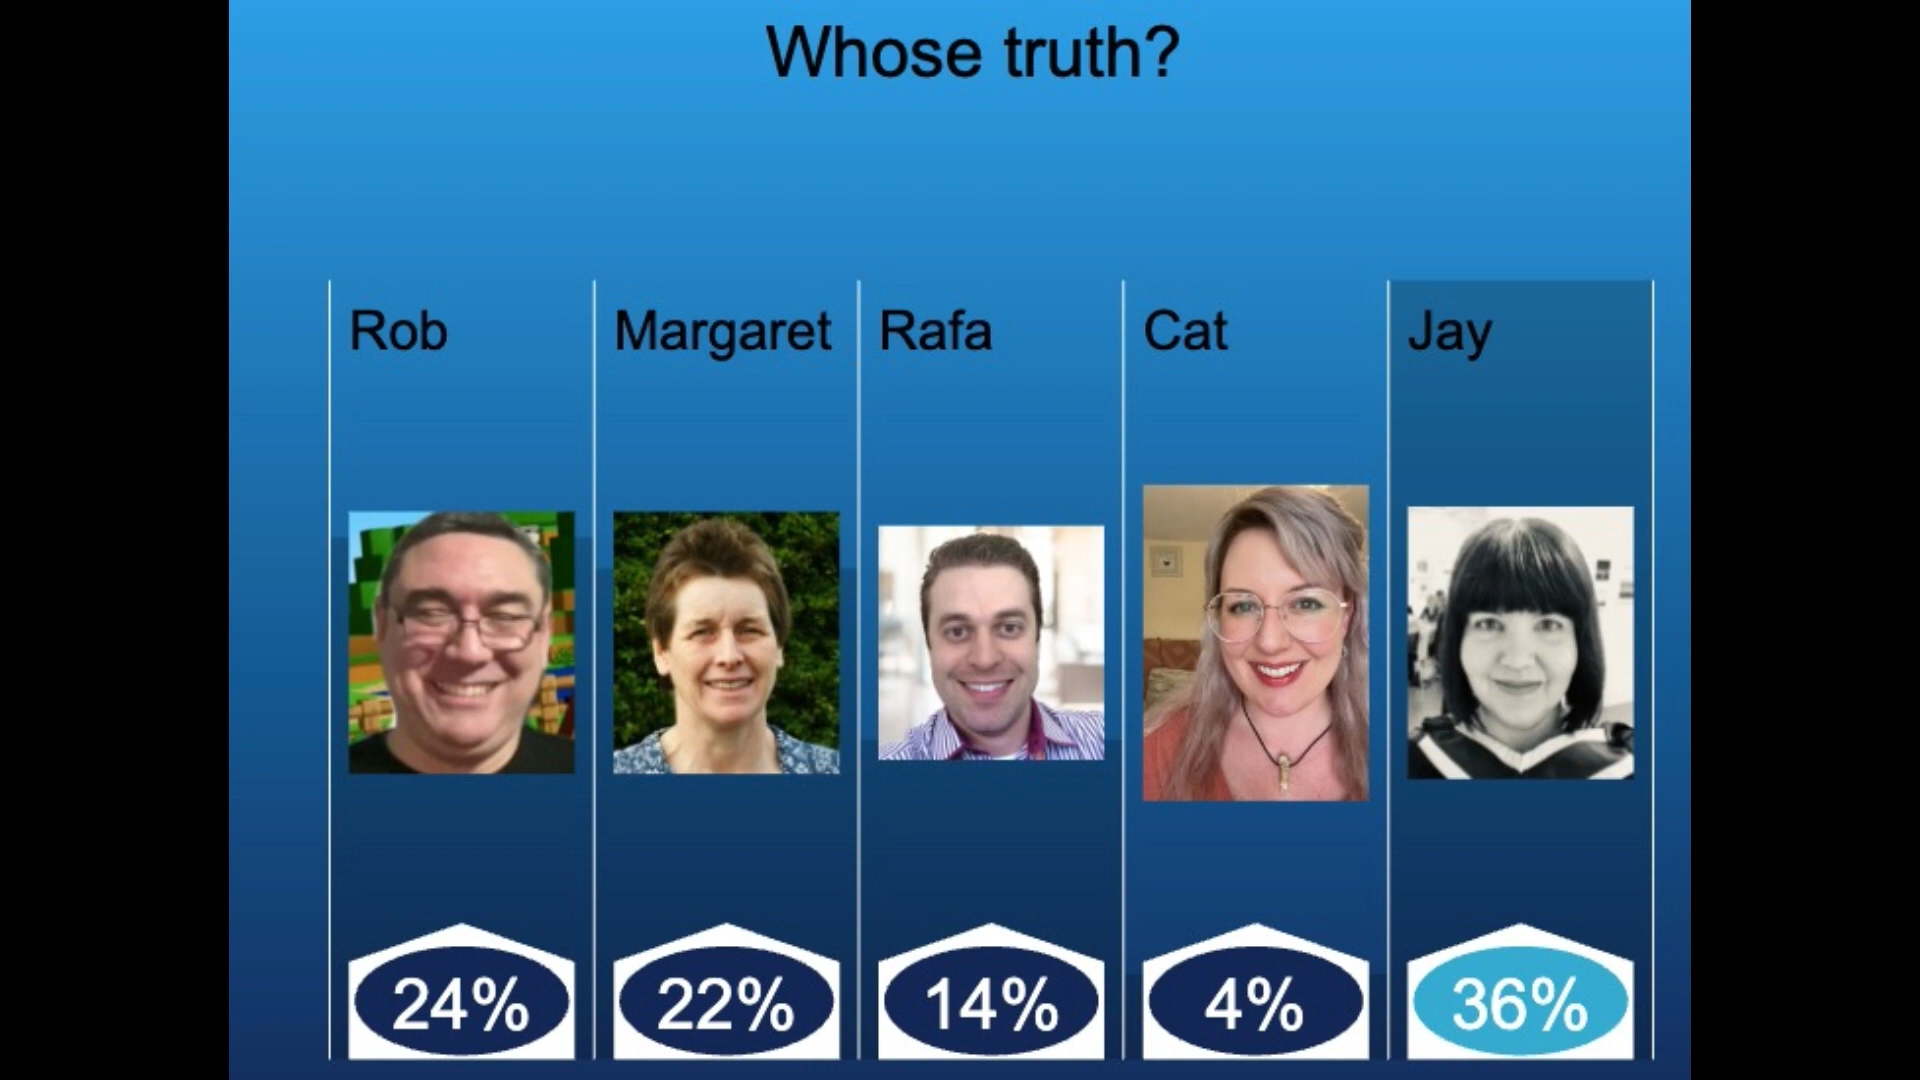 Whose truth?
Rob
Margaret
Rafa
Cat
Jay
24%
22%
14%
4%
36%